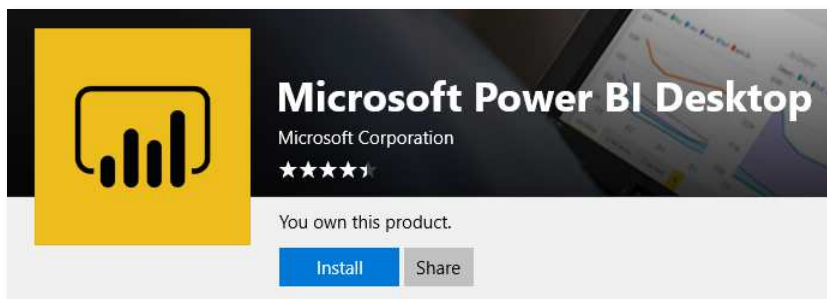 Microsoft Power BI Desktop
Microsoft Corporation
You own this product.
Install
Share